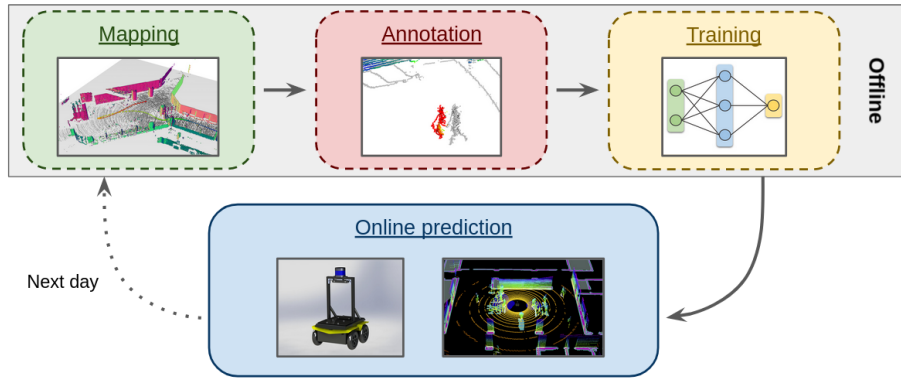 Mapping
Annotation
Training
Offline
Online prediction
Next day